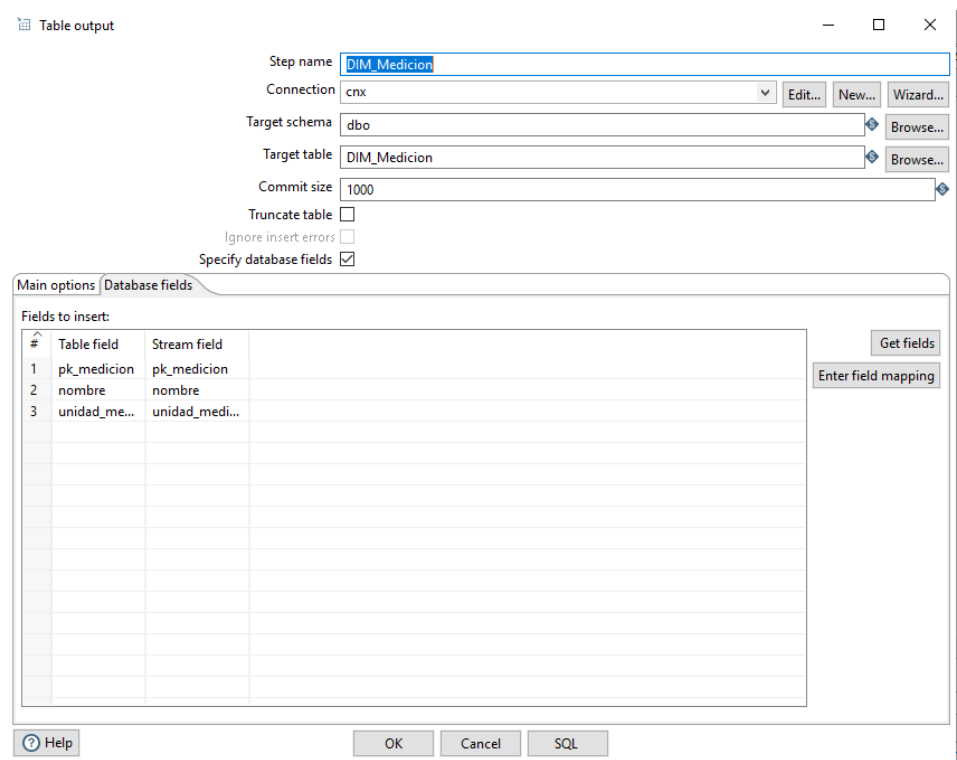 Table output
Step name DIM_Medicion
Connection cnx Edit... New... Wizard...
Target schema dbo Browse...
Target table DIM_Medicion Browse...
Commit size 1000
Truncate table
Ignore insert errors
Specify database fields
Main options Database fields
Fields to insert:
# Table field Stream field Get fields
1 pk_medicion pk_medicion Enter field mapping
2 nombre nombre
3 unidad_me... unidad_medi...
Help OK Cancel SQL